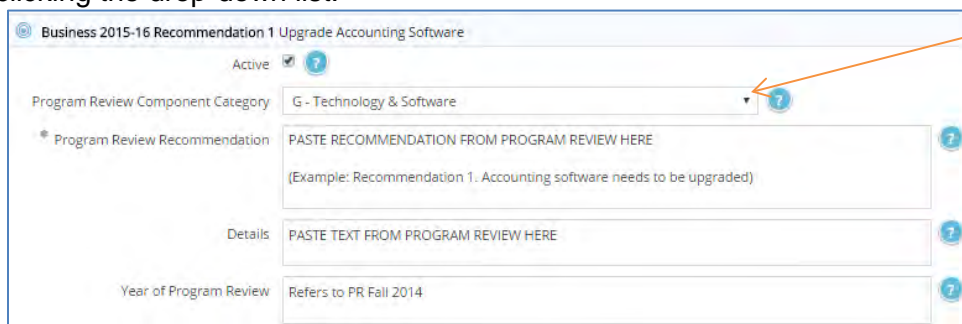 clicking the drop-down list.
Business 2015-16 Recommendation 1 Upgrade Accounting Software
Active
Program Review Component Category G - Technology & Software
* Program Review Recommendation PASTE RECOMMENDATION FROM PROGRAM REVIEW HERE
(Example: Recommendation 1. Accounting software needs to be upgraded)
Details PASTE TEXT FROM PROGRAM REVIEW HERE
Year of Program Review Refers to PR Fall 2014